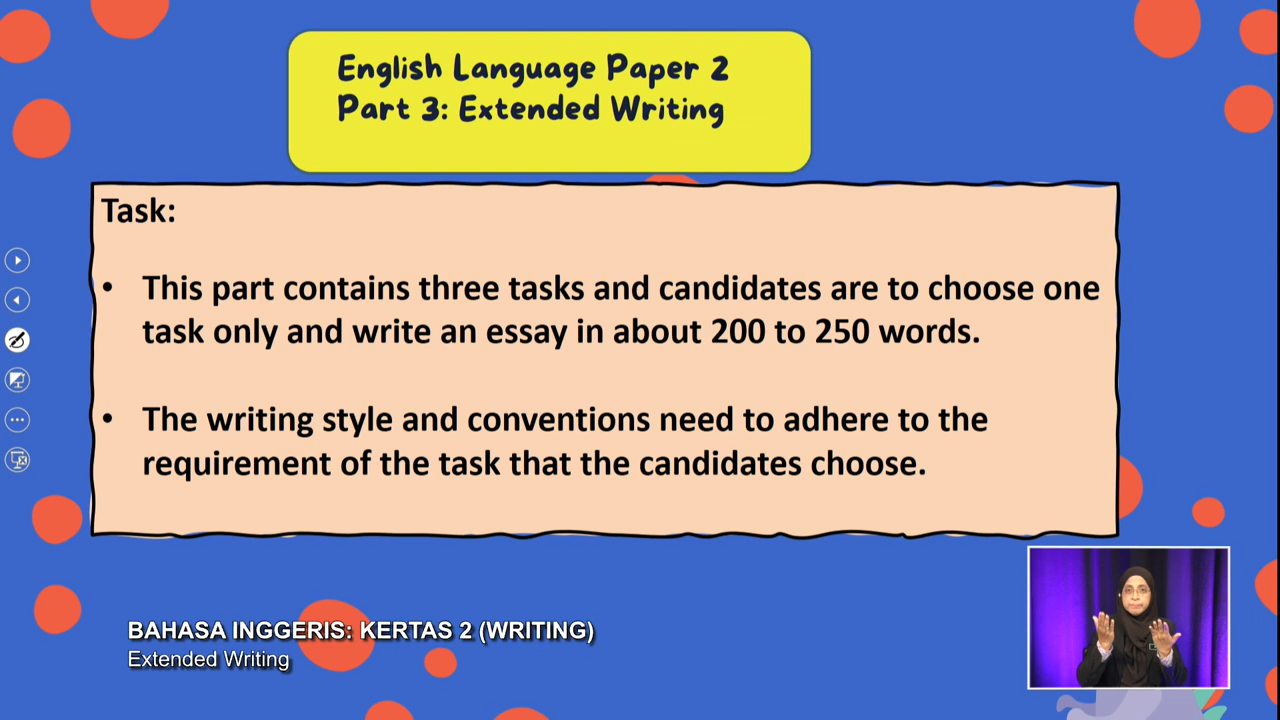 English Language Paper 2
Part 3: Extended Writing
Task:
• This part contains three tasks and candidates are to choose one
task only and write an essay in about 200 to 250 words.
• The writing style and conventions need to adhere to the
requirement of the task that the candidates choose.
BAHASA INGGERIS: KERTAS 2 (WRITING)
Extended Writing